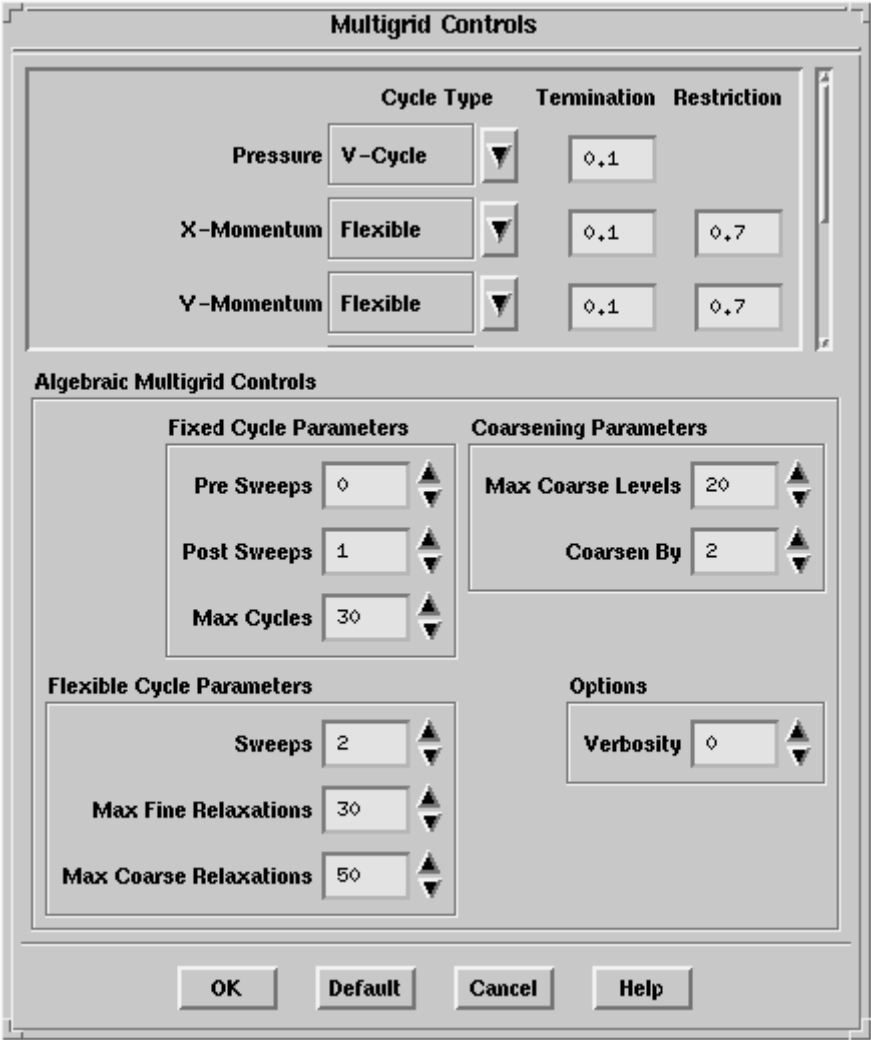 Multigrid Controls
Cycle Type Termination Restriction
Pressure V-Cycle 0.1
X-Momentum Flexible 0.1 0.7
Y-Momentum Flexible 0.1 0.7
Algebraic Multigrid Controls
Fixed Cycle Parameters Coarsening Parameters
Pre Sweeps 0 Max Coarse Levels 20
Post Sweeps 1 Coarsen By 2
Max Cycles 30
Flexible Cycle Parameters Options
Sweeps 2 Verbosity 0
Max Fine Relaxations 30
Max Coarse Relaxations 50
OK Default Cancel Help